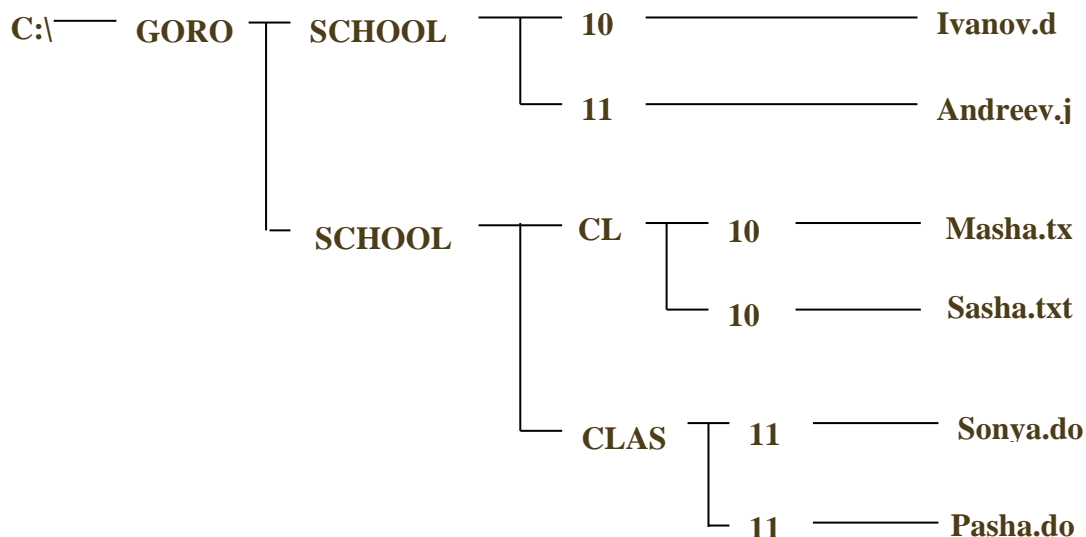 C:\ GORO SCHOOL 10 Ivanov.d
11 Andreev.j
SCHOOL CL 10 Masha.tx
10 Sasha.txt
CLAS 11 Sonya.do
11 Pasha.do